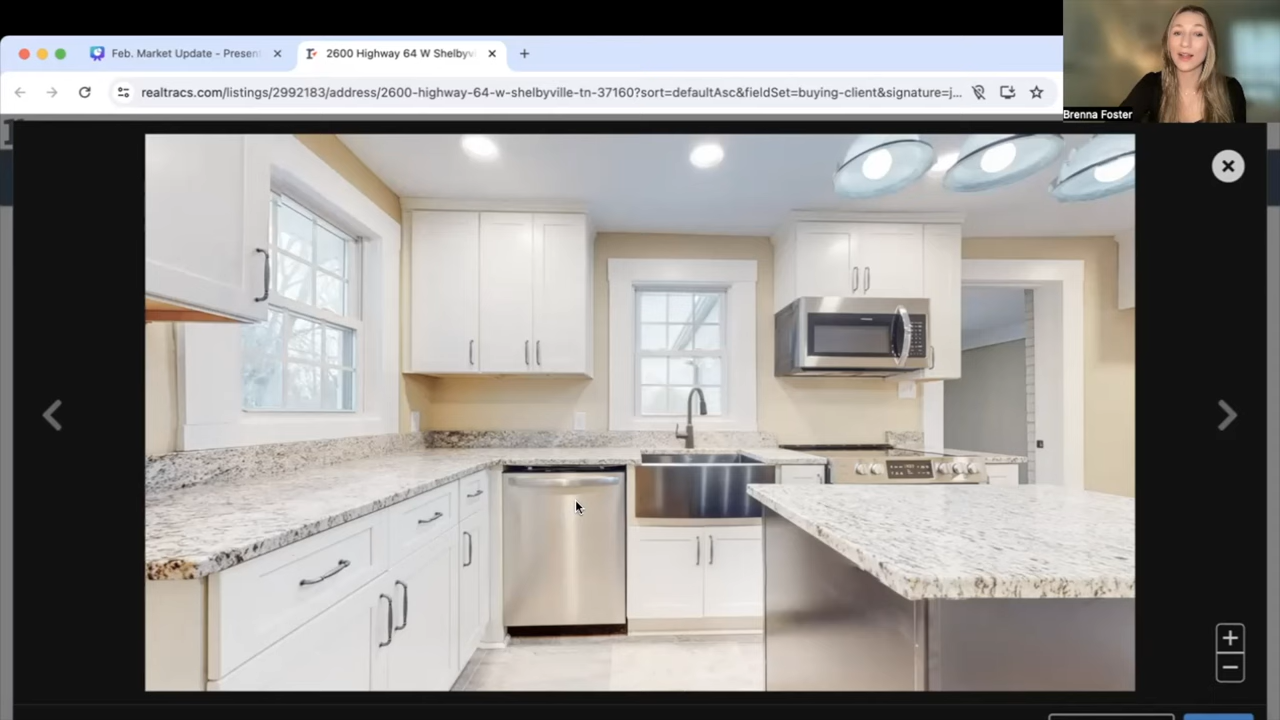 Feb. Market Update - Presen
2600 Highway 64 W Shelbyv
realtracs.com/listings/2992183/address/2600-highway-64-w-shelbyville-tn-37160?sort=defaultAsc&fieldSet=buying-client&signature=j...
Brenna Foster